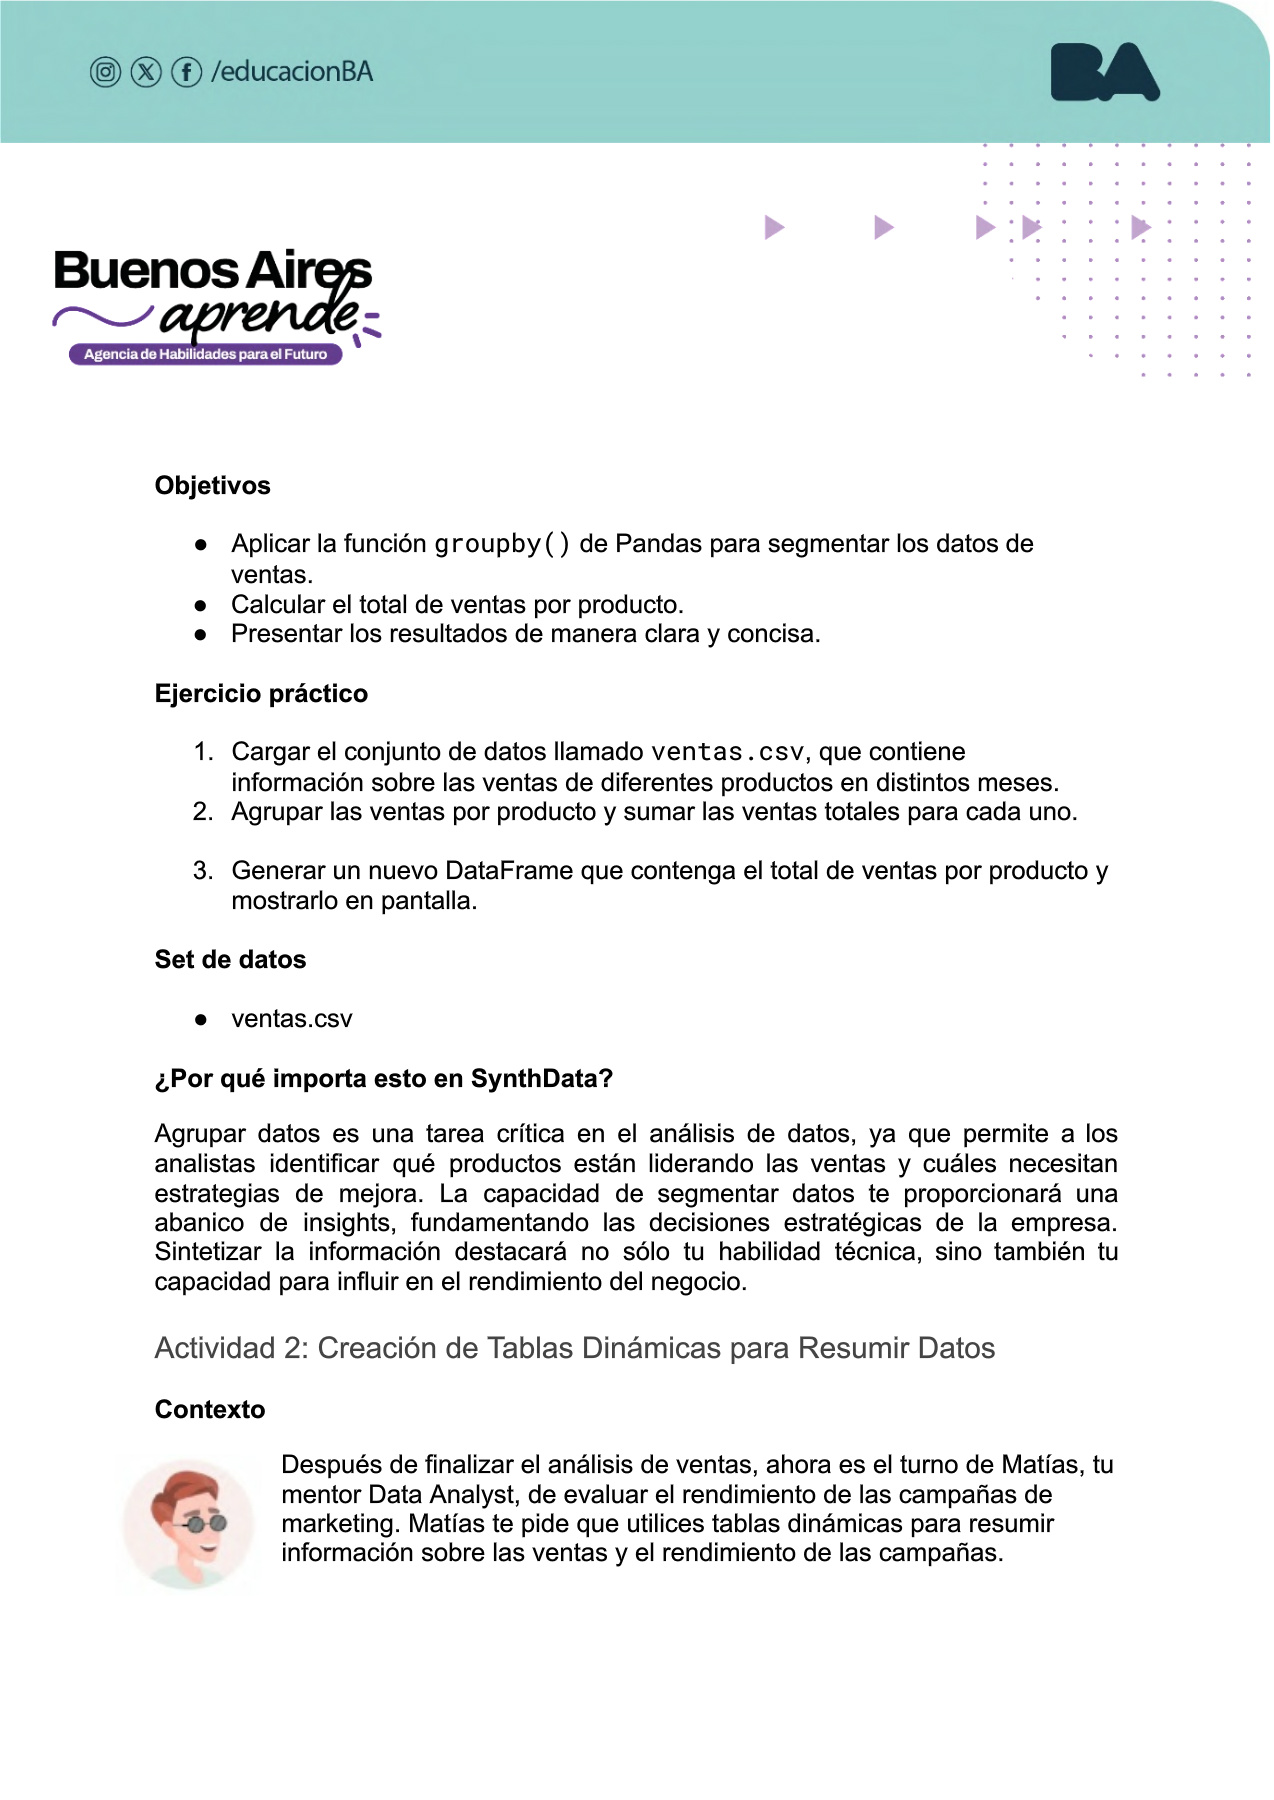 /educacionBA
BA
Buenos Aires
aprende
Agencia de Habilidades para el Futuro
Objetivos
● Aplicar la función groupby() de Pandas para segmentar los datos de
ventas.
● Calcular el total de ventas por producto.
● Presentar los resultados de manera clara y concisa.
Ejercicio práctico
1. Cargar el conjunto de datos llamado ventas.csv, que contiene
información sobre las ventas de diferentes productos en distintos meses.
2. Agrupar las ventas por producto y sumar las ventas totales para cada uno.
3. Generar un nuevo DataFrame que contenga el total de ventas por producto y
mostrarlo en pantalla.
Set de datos
● ventas.csv
¿Por qué importa esto en SynthData?
Agrupar datos es una tarea crítica en el análisis de datos, ya que permite a los
analistas identificar qué productos están liderando las ventas y cuáles necesitan
estrategias de mejora. La capacidad de segmentar datos te proporcionará una
abanico de insights, fundamentando las decisiones estratégicas de la empresa.
Sintetizar la información destacará no sólo tu habilidad técnica, sino también tu
capacidad para influir en el rendimiento del negocio.
Actividad 2: Creación de Tablas Dinámicas para Resumir Datos
Contexto
Después de finalizar el análisis de ventas, ahora es el turno de Matías, tu
mentor Data Analyst, de evaluar el rendimiento de las campañas de
marketing. Matías te pide que utilices tablas dinámicas para resumir
información sobre las ventas y el rendimiento de las campañas.